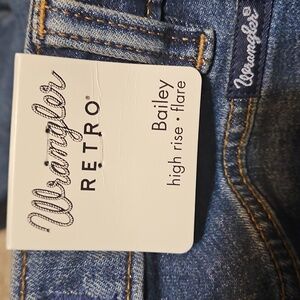 Wrangler
RETRO®
Bailey
high rise • flare
Wrangler®